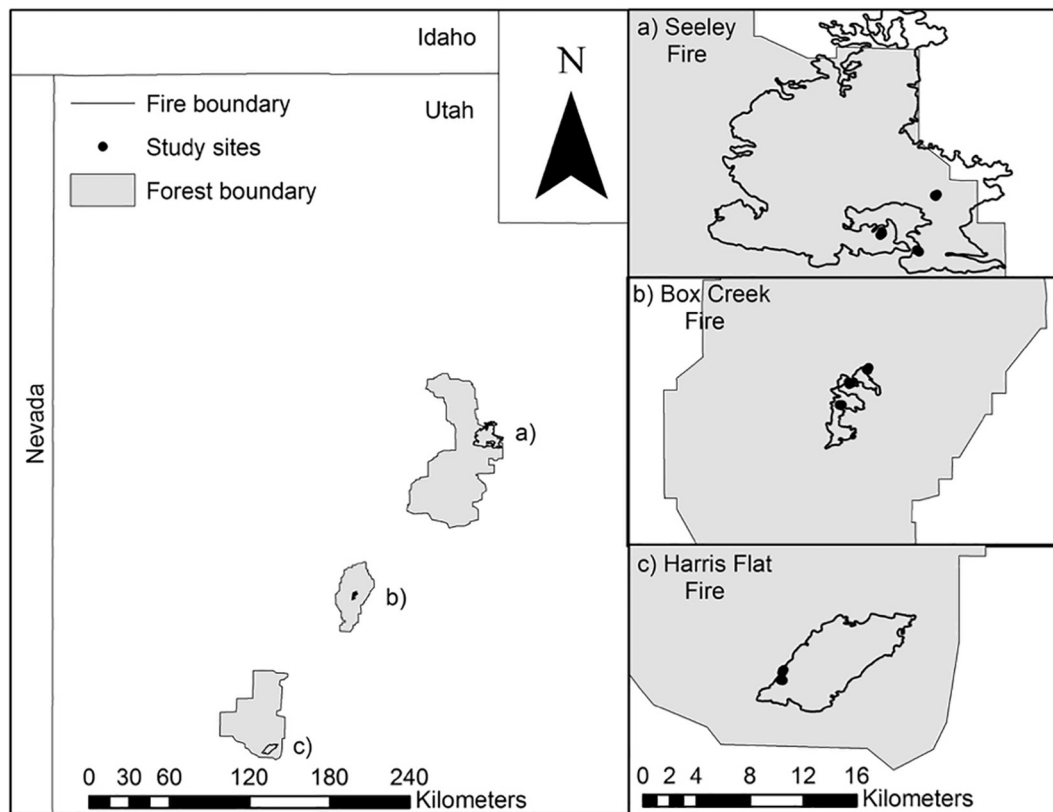 Idaho
Utah
N
Fire boundary
Study sites
Forest boundary
Nevada
a)
b)
c)
0 30 60 120 180 240
Kilometers
a) Seeley
Fire
b) Box Creek
Fire
c) Harris Flat
Fire
0 2 4 8 12 16
Kilometers